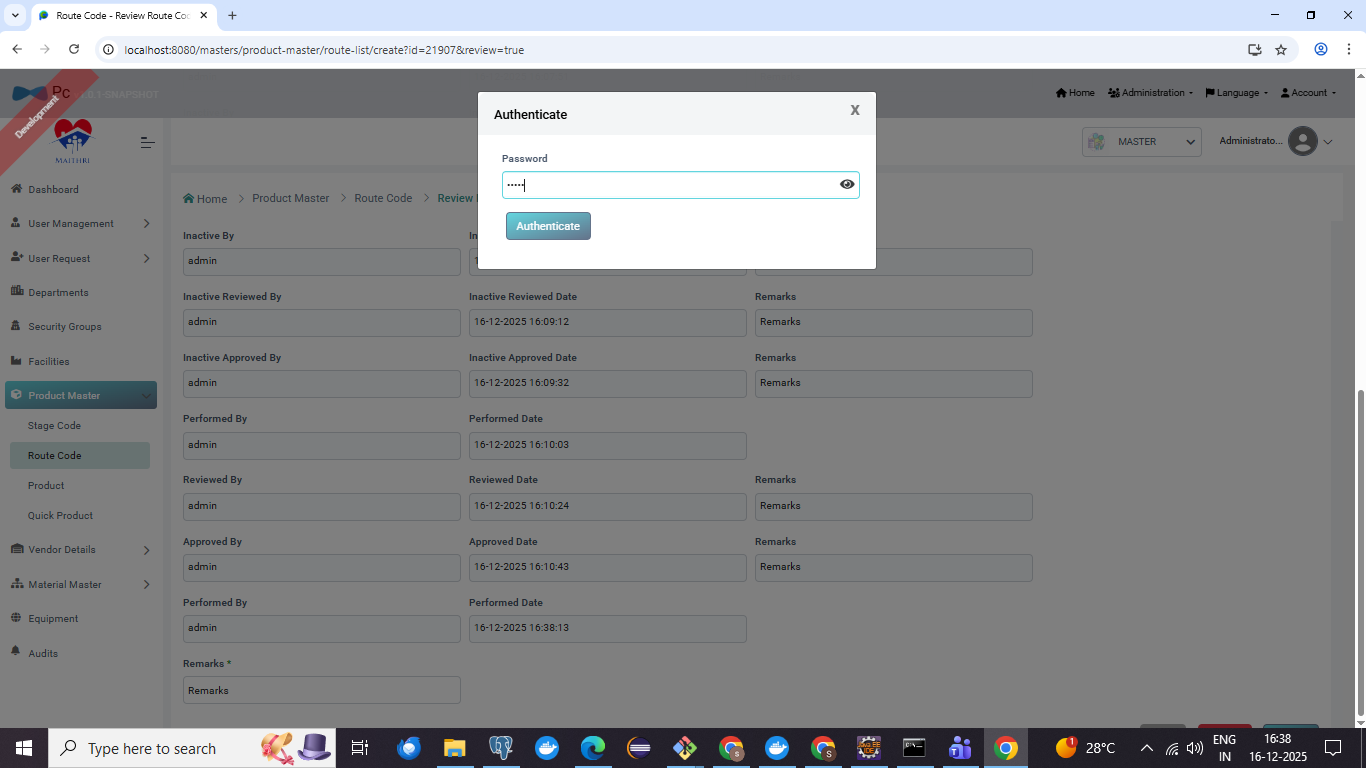 Route Code - Review Route Co
localhost:8080/masters/product-master/route-list/create?id=21907&review=true
Development
Pc
.0.1-SNAPSHOT
Home
Administration
Language
Account
MAITHRI
MASTER
Administrato...
Authenticate
X
Password
Authenticate
Dashboard
User Management
User Request
Departments
Security Groups
Facilities
Product Master
Stage Code
Route Code
Product
Quick Product
Vendor Details
Material Master
Equipment
Audits
Home > Product Master > Route Code > Review
Inactive By
In
admin
1
Inactive Reviewed By
Inactive Reviewed Date
Remarks
admin
16-12-2025 16:09:12
Remarks
Inactive Approved By
Inactive Approved Date
Remarks
admin
16-12-2025 16:09:32
Remarks
Performed By
Performed Date
admin
16-12-2025 16:10:03
Reviewed By
Reviewed Date
Remarks
admin
16-12-2025 16:10:24
Remarks
Approved By
Approved Date
Remarks
admin
16-12-2025 16:10:43
Remarks
Performed By
Performed Date
admin
16-12-2025 16:38:13
Remarks *
Remarks
Type here to search
1
28°C
ENG
IN
16:38
16-12-2025